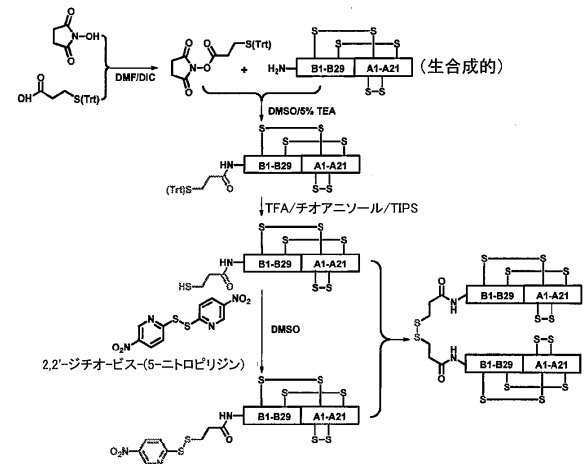 O
N-OH
O
OH
O
S(Trt)
DMF/DIC
O
N-O
O
O
S(Trt)
+
H₂N
S S
S S
B1-B29 A1-A21
S-S
(生合成的)
DMSO/5% TEA
S S
S S
HN B1-B29 A1-A21
(Trt)S
O
S-S
TFA/チオアニソール/TIPS
S S
S S
HN B1-B29 A1-A21
HS
O
S-S
NO₂
N S-S N
O₂N
DMSO
2,2'-ジチオ-ビス-(5-ニトロピリジン)
S S
S S
HN B1-B29 A1-A21
O
S-S
S
S
O₂N
N
S S
S S
O
N
H
B1-B29 A1-A21
S-S
S
S
S-S
O
H
N
B1-B29 A1-A21
S S
S S